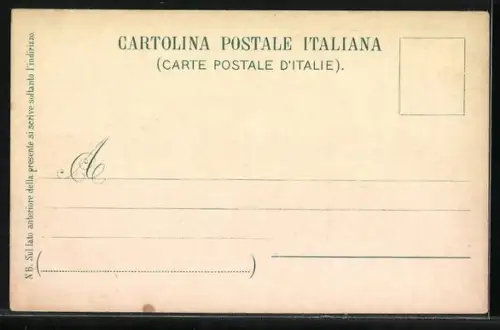 CARTOLINA POSTALE ITALIANA
(CARTE POSTALE D'ITALIE).
A
N B. Sul lato anteriore della presente si scrive soltanto l'indirizzo.